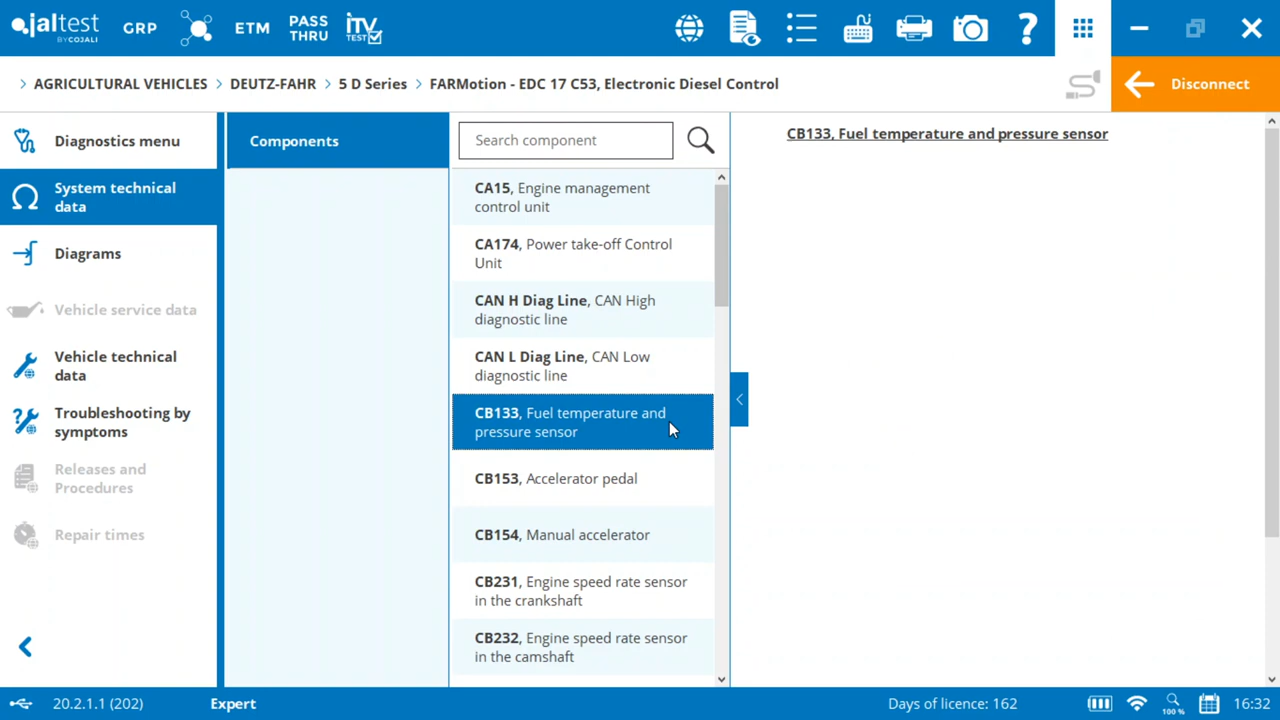 jaltest
BY COJALI
GRP
ETM
PASS
THRU
ITV
TEST
?
> AGRICULTURAL VEHICLES > DEUTZ-FAHR > 5 D Series > FARMotion - EDC 17 C53, Electronic Diesel Control
Disconnect
Diagnostics menu
System technical
data
Diagrams
Vehicle service data
Vehicle technical
data
Troubleshooting by
symptoms
Releases and
Procedures
Repair times
Components
Search component
CA15, Engine management
control unit
CA174, Power take-off Control
Unit
CAN H Diag Line, CAN High
diagnostic line
CAN L Diag Line, CAN Low
diagnostic line
CB133, Fuel temperature and
pressure sensor
CB153, Accelerator pedal
CB154, Manual accelerator
CB231, Engine speed rate sensor
in the crankshaft
CB232, Engine speed rate sensor
in the camshaft
CB133, Fuel temperature and pressure sensor
20.2.1.1 (202)
Expert
Days of licence: 162
100 %
16:32